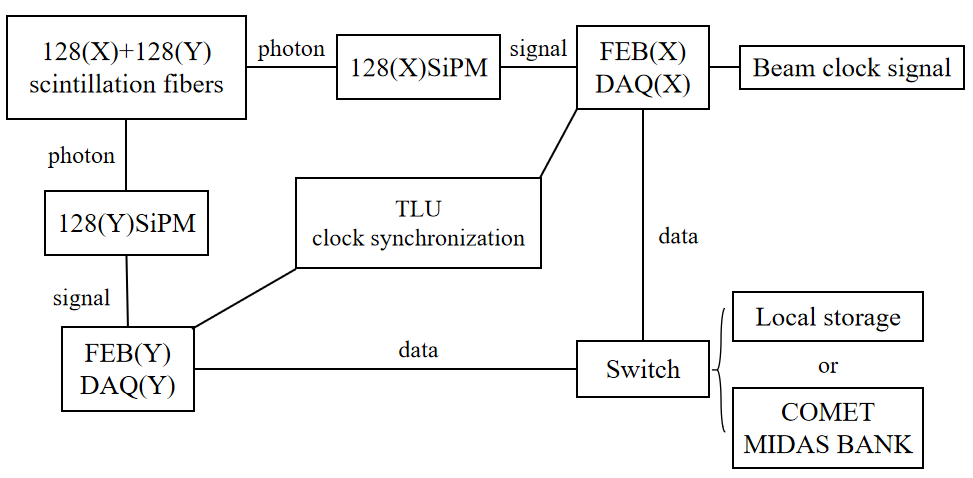 128(X)+128(Y)
scintillation fibers
photon
128(X)SiPM
signal
FEB(X)
DAQ(X)
Beam clock signal
photon
128(Y)SiPM
TLU
clock synchronization
data
signal
FEB(Y)
DAQ(Y)
data
Switch
Local storage
or
COMET
MIDAS BANK